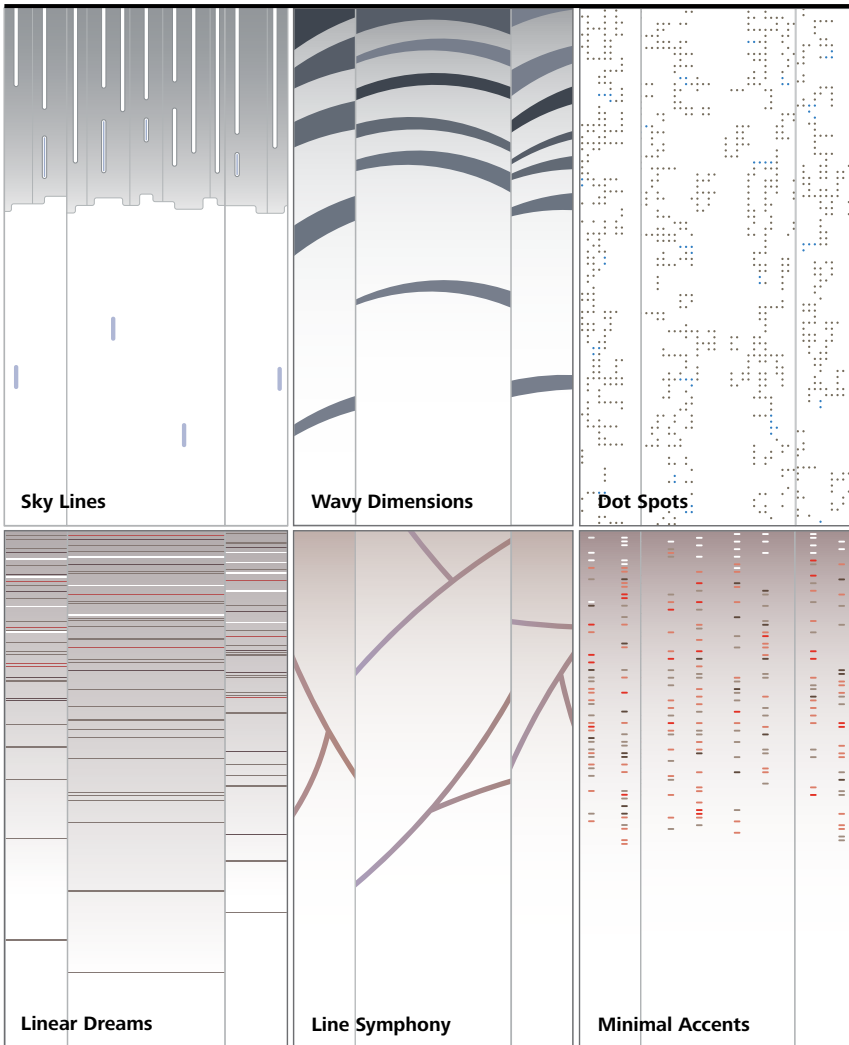 Sky Lines
Wavy Dimensions
Dot Spots
Linear Dreams
Line Symphony
Minimal Accents